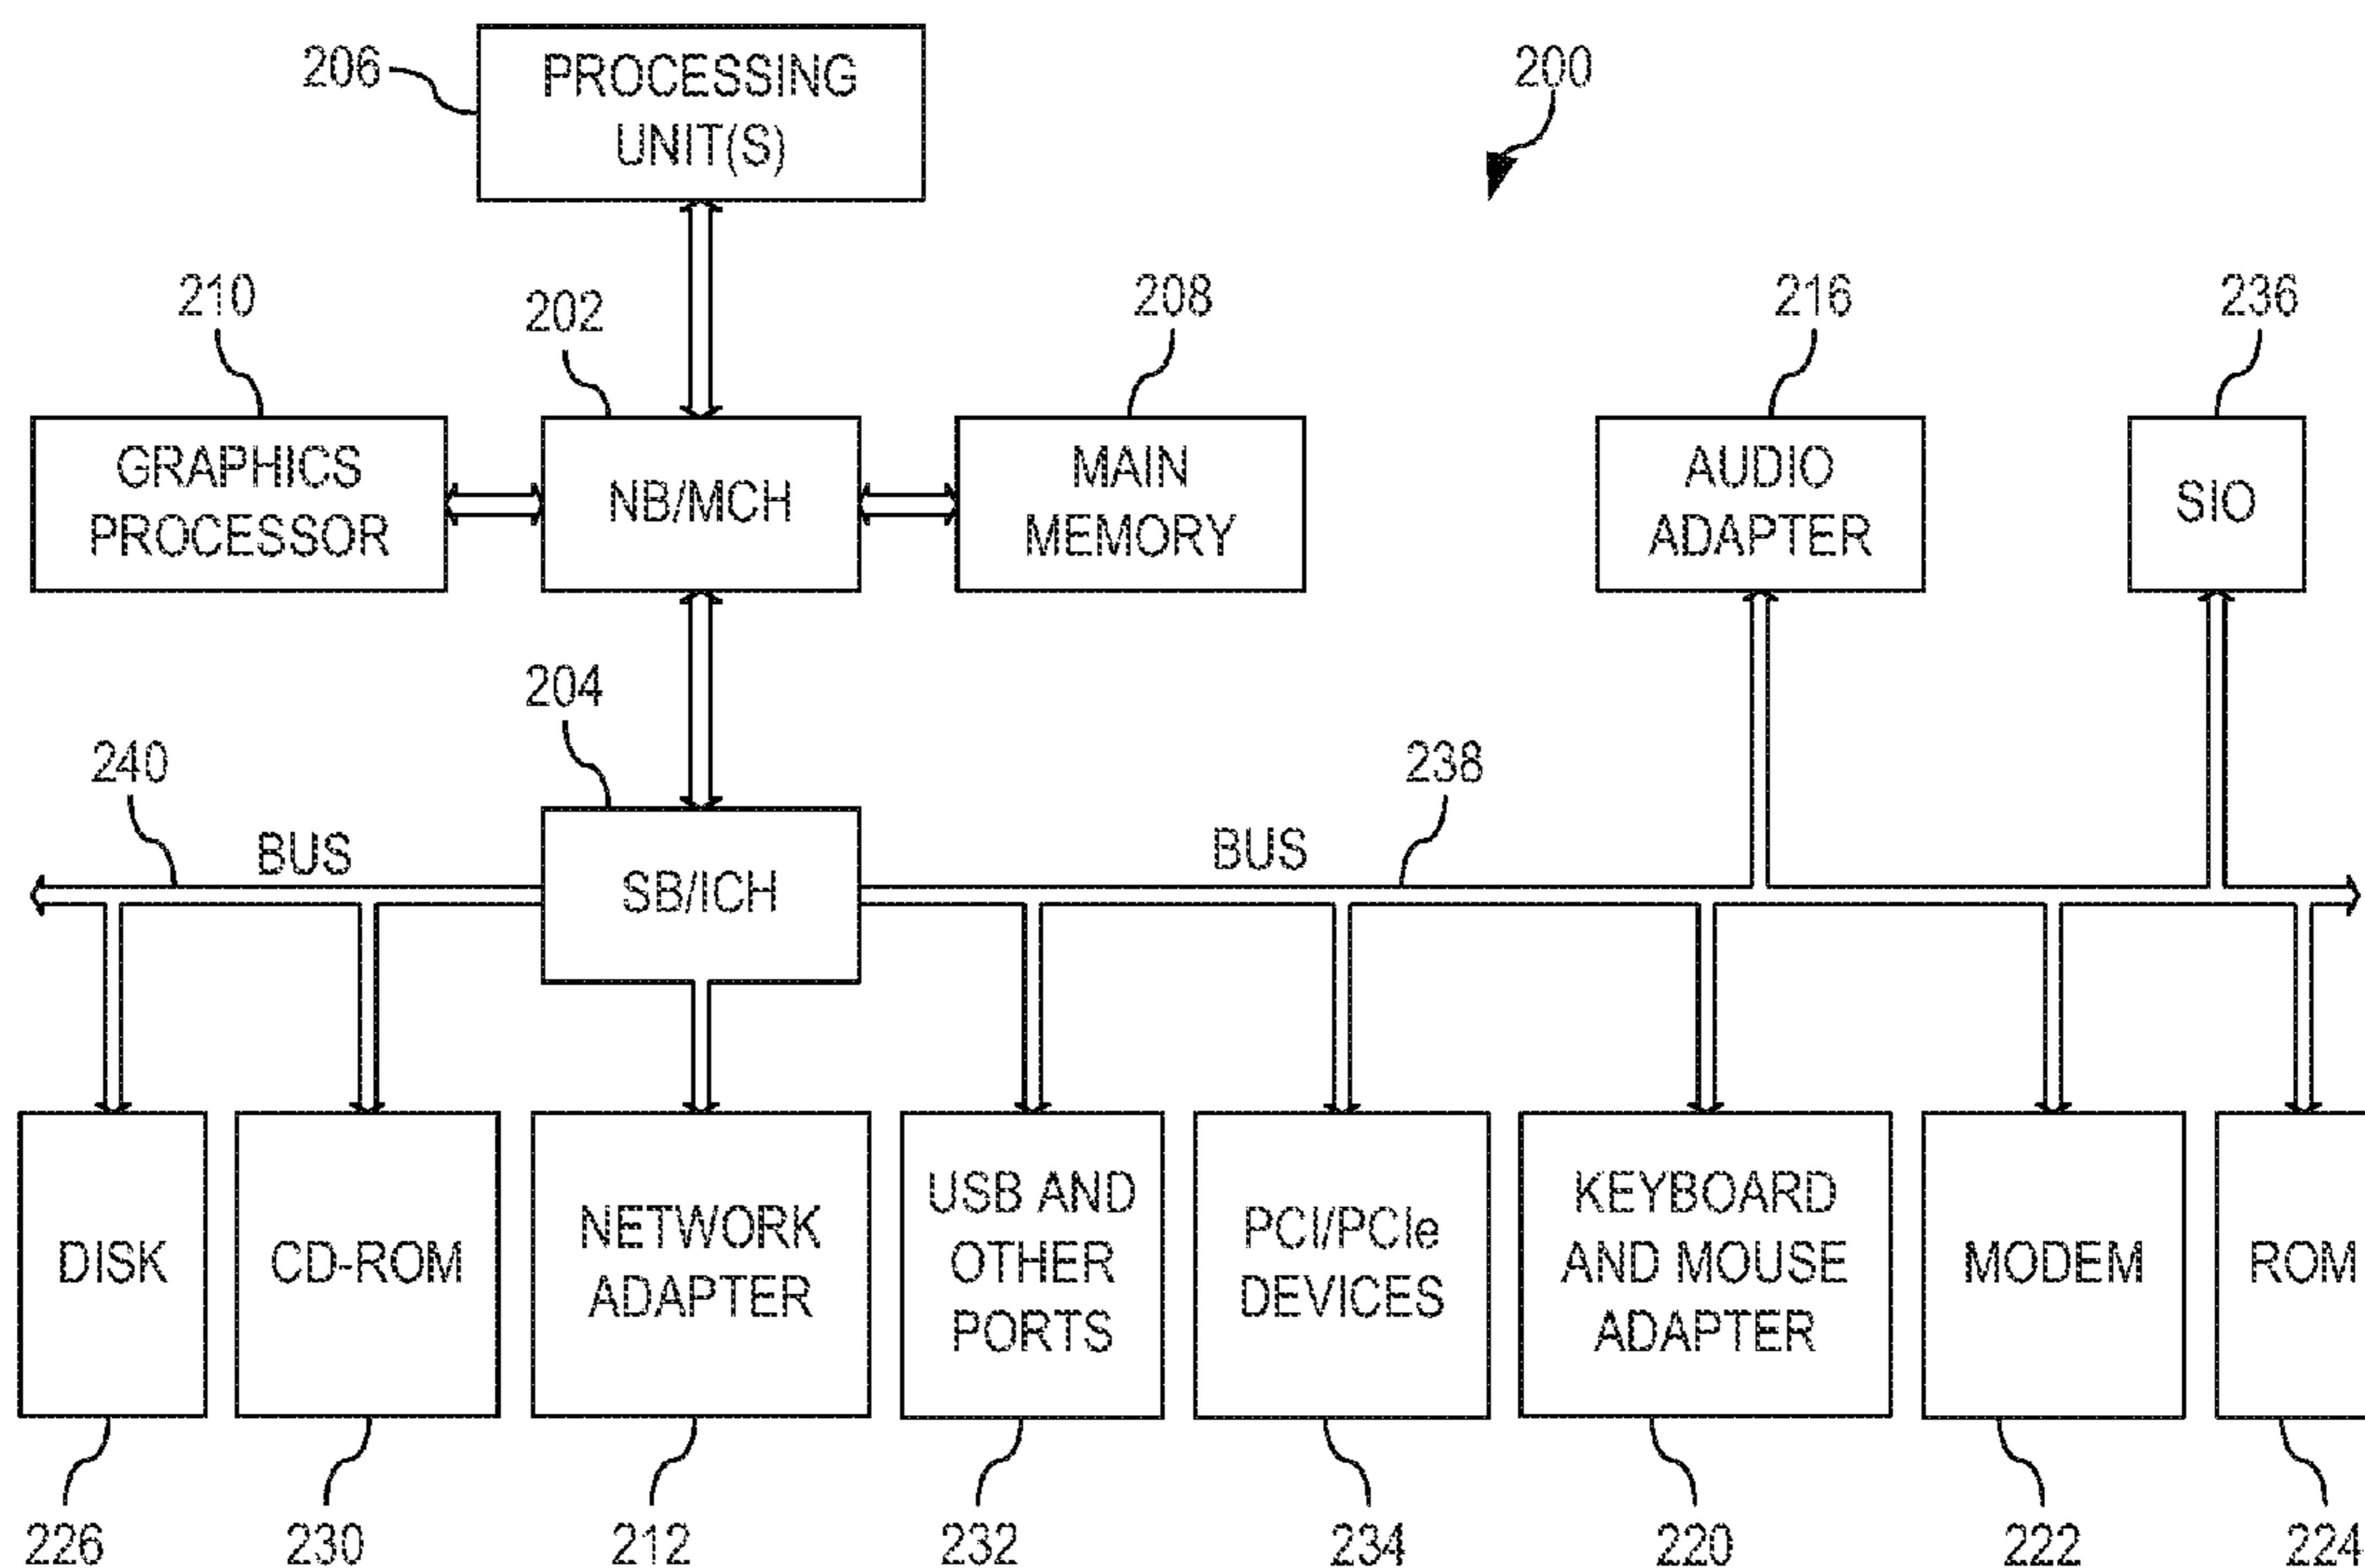 206
PROCESSING
UNIT(S)
200
210
202
208
216
236
GRAPHICS
PROCESSOR
NB/MCH
MAIN
MEMORY
AUDIO
ADAPTER
SIO
204
240
BUS
238
BUS
SB/ICH
DISK
CD-ROM
NETWORK
ADAPTER
USB AND
OTHER
PORTS
PCI/PCIe
DEVICES
KEYBOARD
AND MOUSE
ADAPTER
MODEM
ROM
226
230
212
232
234
220
222
224